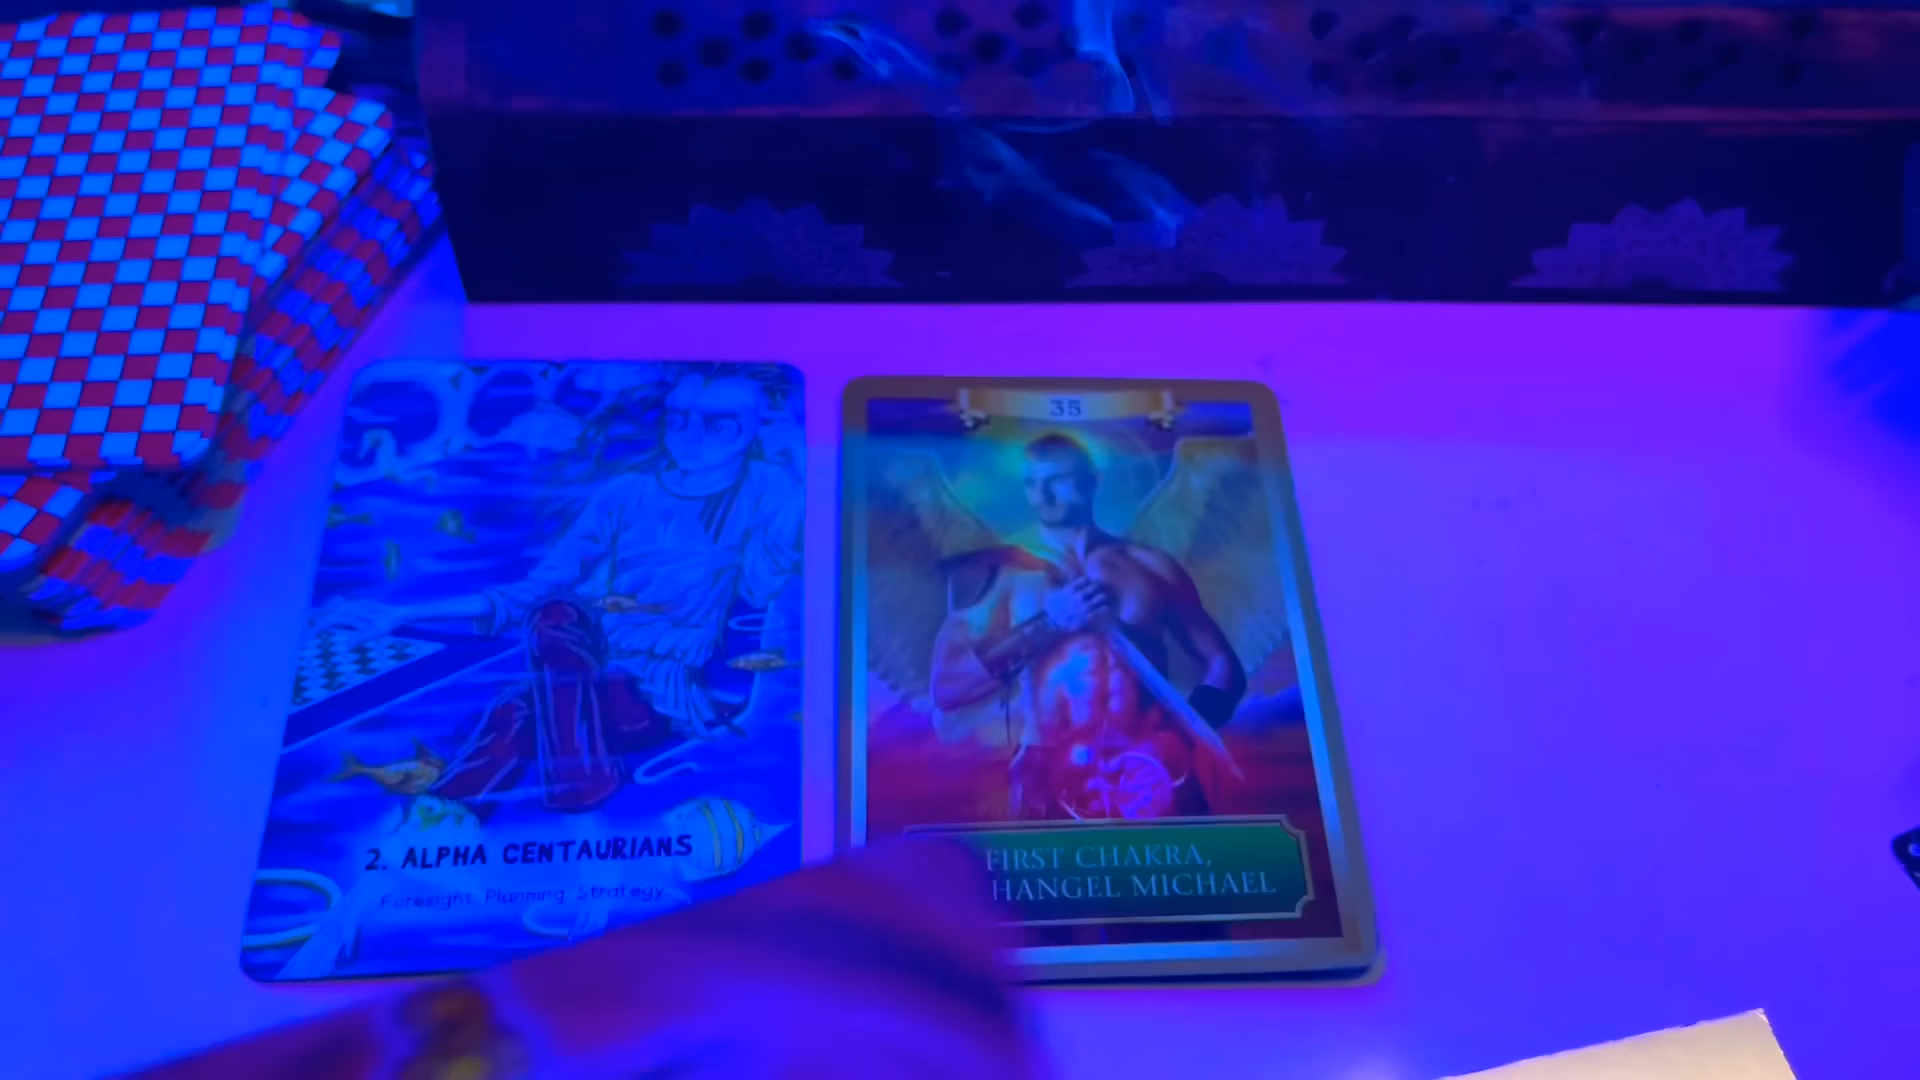 35
2. ALPHA CENTAURIANS
Foresight Planning Strategy
FIRST CHAKRA,
HANGEL MICHAEL